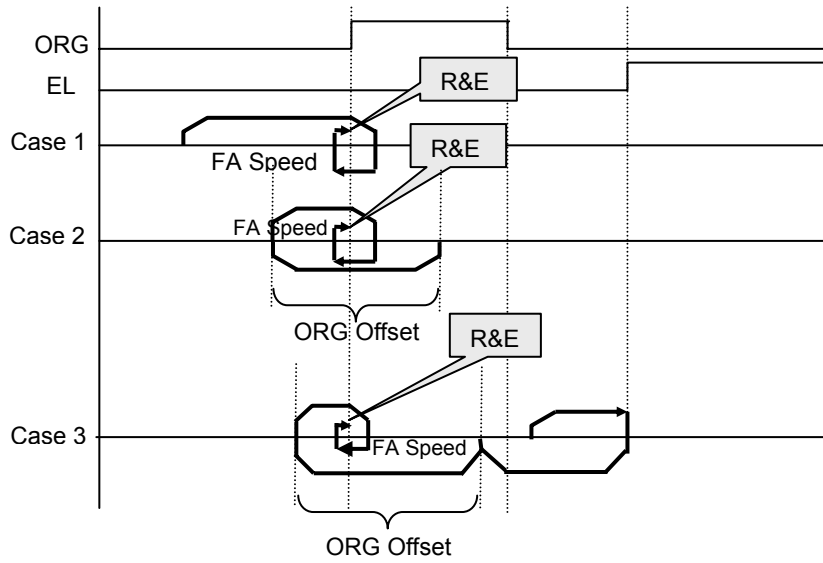 ORG
R&E
EL
Case 1
FA Speed
R&E
Case 2
FA Speed
ORG Offset
R&E
Case 3
FA Speed
ORG Offset